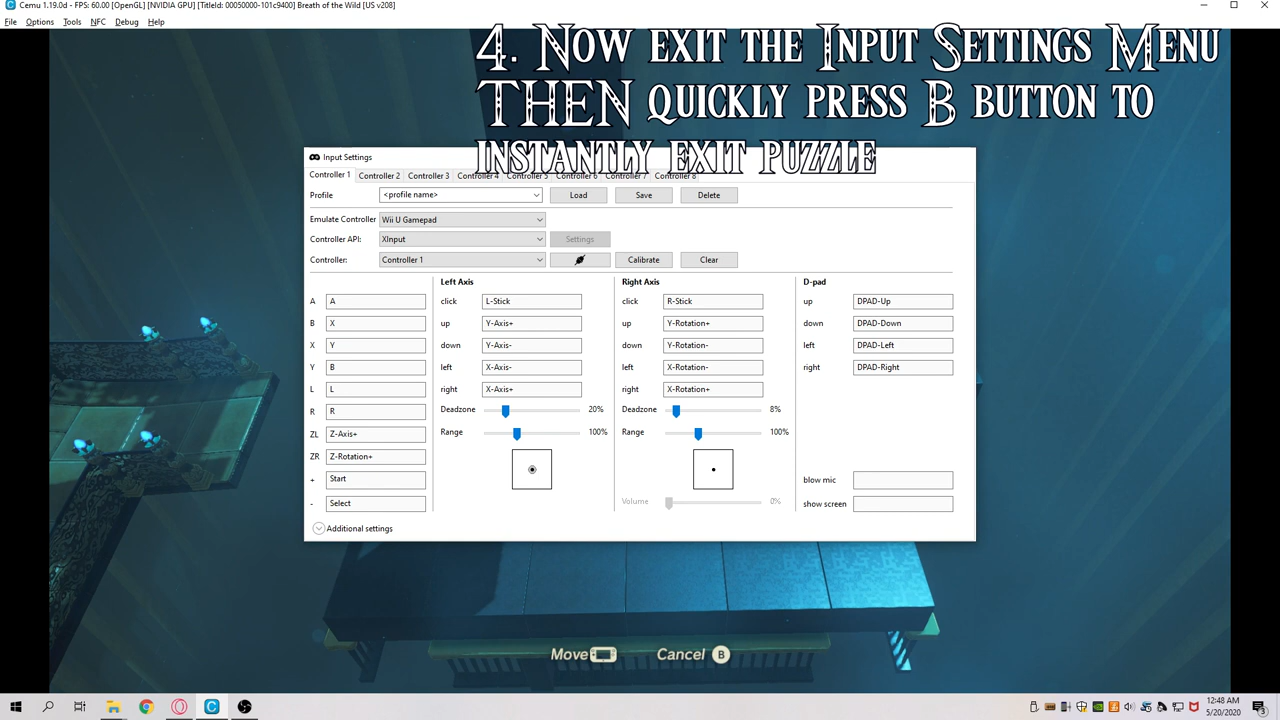 Cemu 1.19.0d - FPS: 60.00 [OpenGL] [NVIDIA GPU] [TitleId: 00050000-101c9400] Breath of the Wild [US v208]
File Options Tools NFC Debug Help
4. Now exit the Input Settings Menu
THEN quickly press B button to
instantly exit puzzle
Input Settings
Controller 1 Controller 2 Controller 3 Controller 4 Controller 5 Controller 6 Controller 7 Controller 8
Profile <profile name> Load Save Delete
Emulate Controller Wii U Gamepad
Controller API: XInput Settings
Controller: Controller 1 Calibrate Clear
Left Axis Right Axis D-pad
A A click L-Stick click R-Stick up DPAD-Up
B X up Y-Axis+ up Y-Rotation+ down DPAD-Down
X Y down Y-Axis- down Y-Rotation- left DPAD-Left
Y B left X-Axis- left X-Rotation- right DPAD-Right
L L right X-Axis+ right X-Rotation+
R R Deadzone 20% Deadzone 8%
ZL Z-Axis+ Range 100% Range 100%
ZR Z-Rotation+
+ Start blow mic
- Select Volume 0% show screen
Additional settings
Move Cancel B
12:48 AM
5/20/2020
3